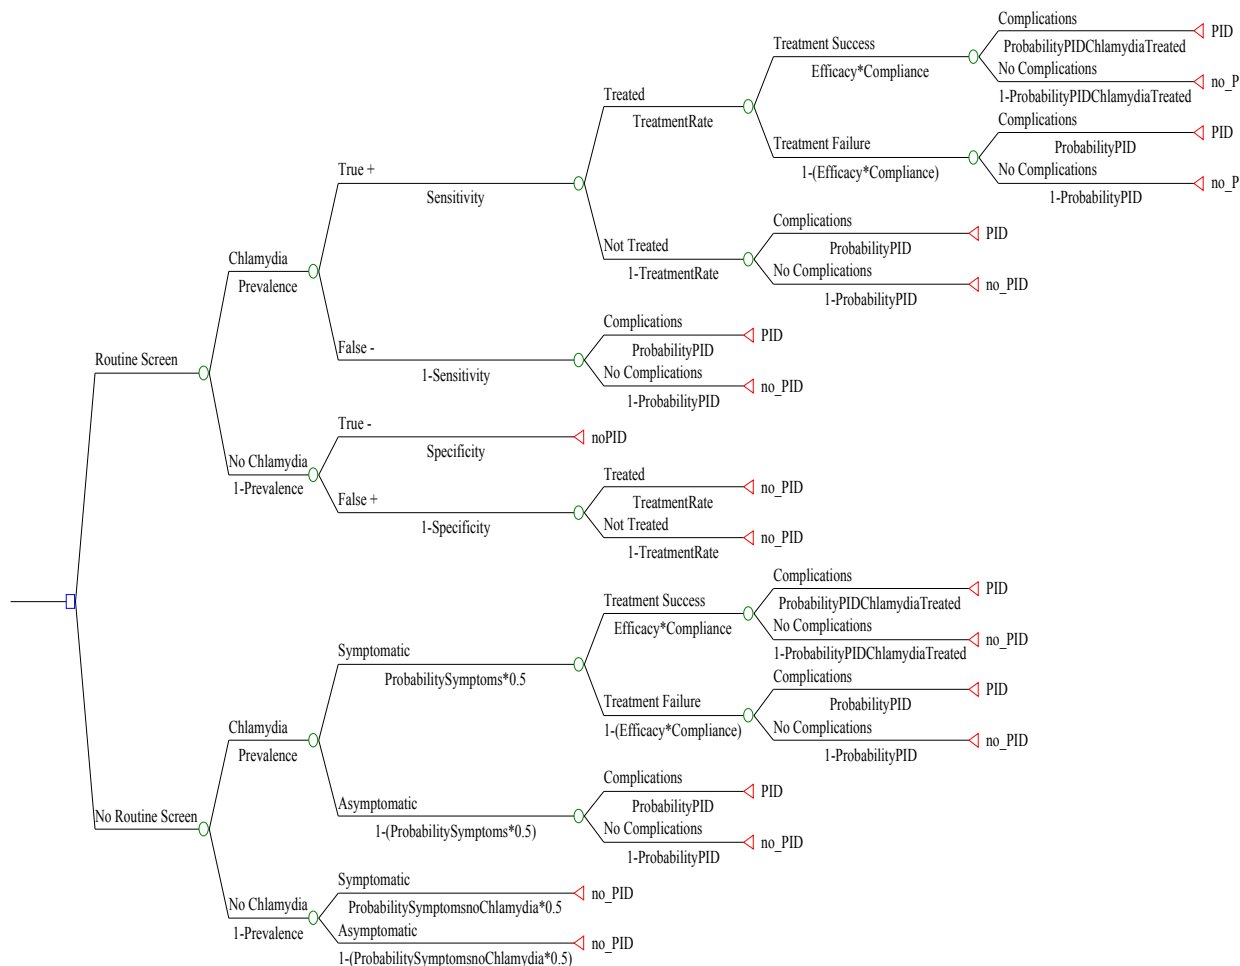 Complications
ProbabilityPIDChlamydiaTreated
PID
No Complications
1-ProbabilityPIDChlamydiaTreated
no_P
Treatment Success
Efficacy*Compliance
Complications
ProbabilityPID
PID
No Complications
1-ProbabilityPID
no_P
Treatment Failure
1-(Efficacy*Compliance)
Treated
TreatmentRate
Complications
ProbabilityPID
PID
No Complications
1-ProbabilityPID
no_PID
Not Treated
1-TreatmentRate
True +
Sensitivity
Complications
ProbabilityPID
PID
No Complications
1-ProbabilityPID
no_PID
False -
1-Sensitivity
Chlamydia
Prevalence
Routine Screen
True -
Specificity
noPID
No Chlamydia
1-Prevalence
Treated
TreatmentRate
no_PID
Not Treated
1-TreatmentRate
no_PID
False +
1-Specificity
Complications
ProbabilityPIDChlamydiaTreated
PID
No Complications
1-ProbabilityPIDChlamydiaTreated
no_PID
Treatment Success
Efficacy*Compliance
Symptomatic
ProbabilitySymptoms*0.5
Complications
ProbabilityPID
PID
No Complications
1-ProbabilityPID
no_PID
Treatment Failure
1-(Efficacy*Compliance)
Chlamydia
Prevalence
Complications
ProbabilityPID
PID
No Complications
1-ProbabilityPID
no_PID
Asymptomatic
1-(ProbabilitySymptoms*0.5)
No Routine Screen
Symptomatic
ProbabilitySymptomsnoChlamydia*0.5
no_PID
No Chlamydia
1-Prevalence
Asymptomatic
1-(ProbabilitySymptomsnoChlamydia*0.5)
no_PID